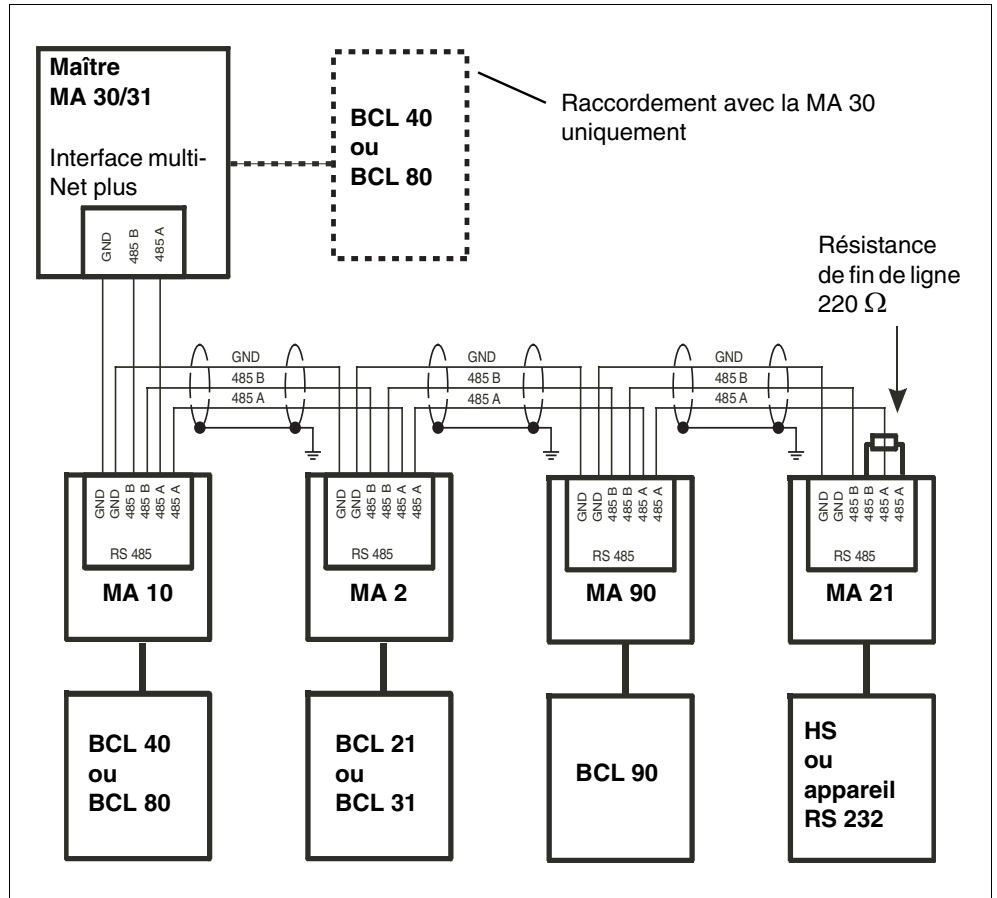 Maître
MA 30/31
Interface multi-
Net plus
GND
485 B
485 A
BCL 40
ou
BCL 80
Raccordement avec la MA 30
uniquement
Résistance
de fin de ligne
220 Ω
GND
485 B
485 A
GND
485 B
485 A
GND
485 B
485 A
GND
GND
485 B
485 B
485 A
485 A
RS 485
MA 10
GND
GND
485 B
485 B
485 A
485 A
RS 485
MA 2
GND
GND
485 B
485 B
485 A
485 A
RS 485
MA 90
GND
GND
485 B
485 B
485 A
485 A
RS 485
MA 21
BCL 40
ou
BCL 80
BCL 21
ou
BCL 31
BCL 90
HS
ou
appareil
RS 232